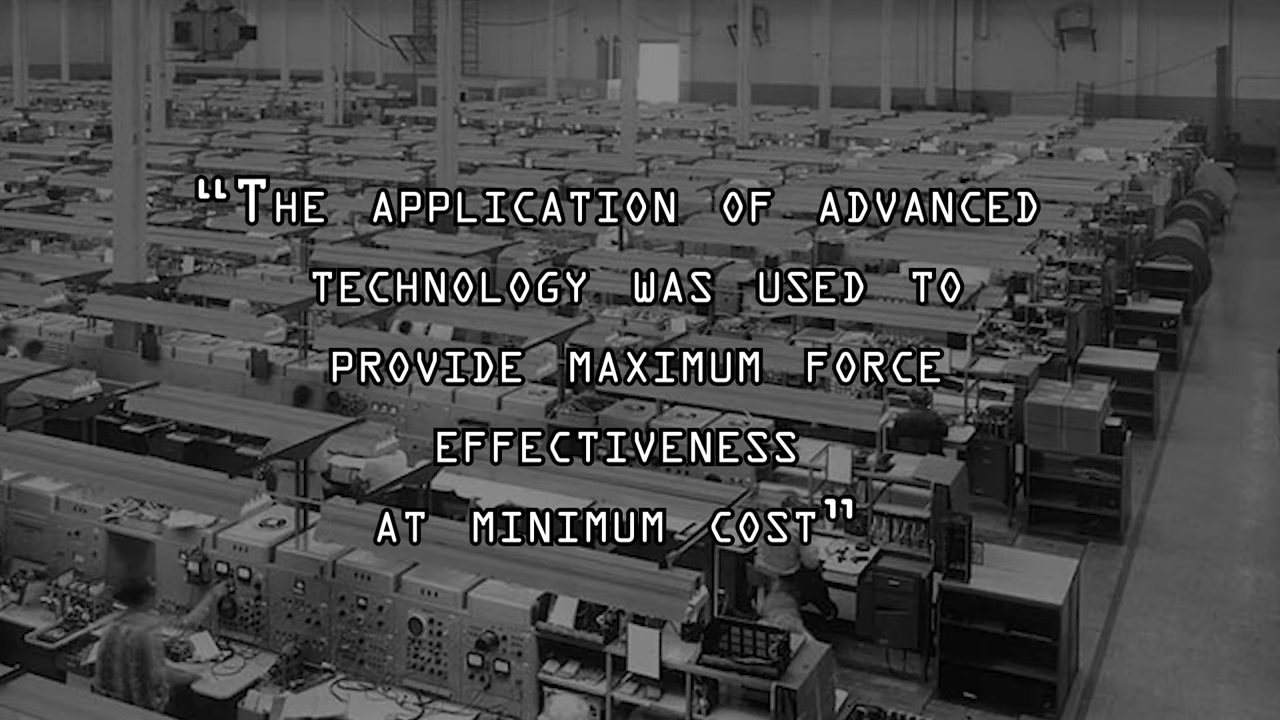 “The application of advanced
technology was used to
provide maximum force
effectiveness
at minimum cost”